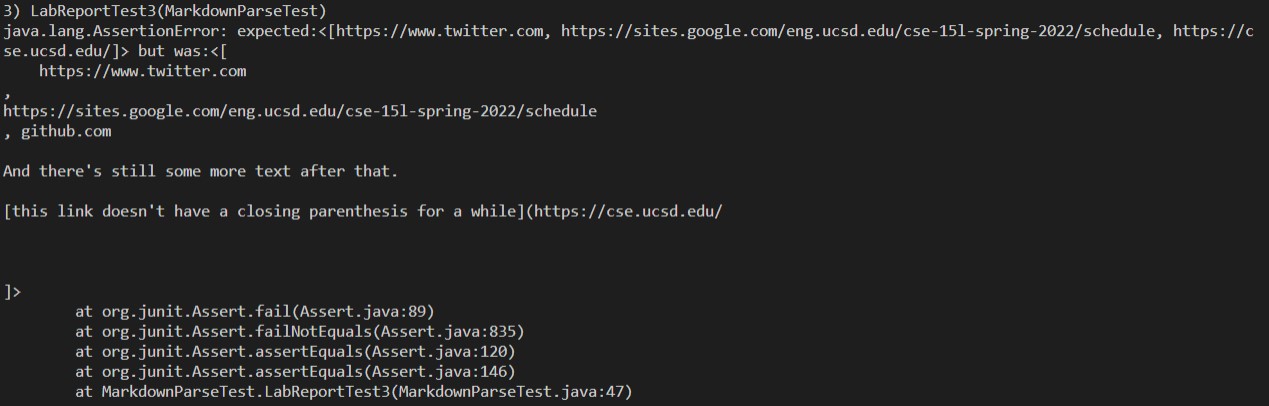 3) LabReportTest3(MarkdownParseTest)
java.lang.AssertionError: expected:<[https://www.twitter.com, https://sites.google.com/eng.ucsd.edu/cse-15l-spring-2022/schedule, https://c
se.ucsd.edu/]> but was:<[
    https://www.twitter.com
,
https://sites.google.com/eng.ucsd.edu/cse-15l-spring-2022/schedule
, github.com
And there's still some more text after that.
[this link doesn't have a closing parenthesis for a while](https://cse.ucsd.edu/
]>
        at org.junit.Assert.fail(Assert.java:89)
        at org.junit.Assert.failNotEquals(Assert.java:835)
        at org.junit.Assert.assertEquals(Assert.java:120)
        at org.junit.Assert.assertEquals(Assert.java:146)
        at MarkdownParseTest.LabReportTest3(MarkdownParseTest.java:47)